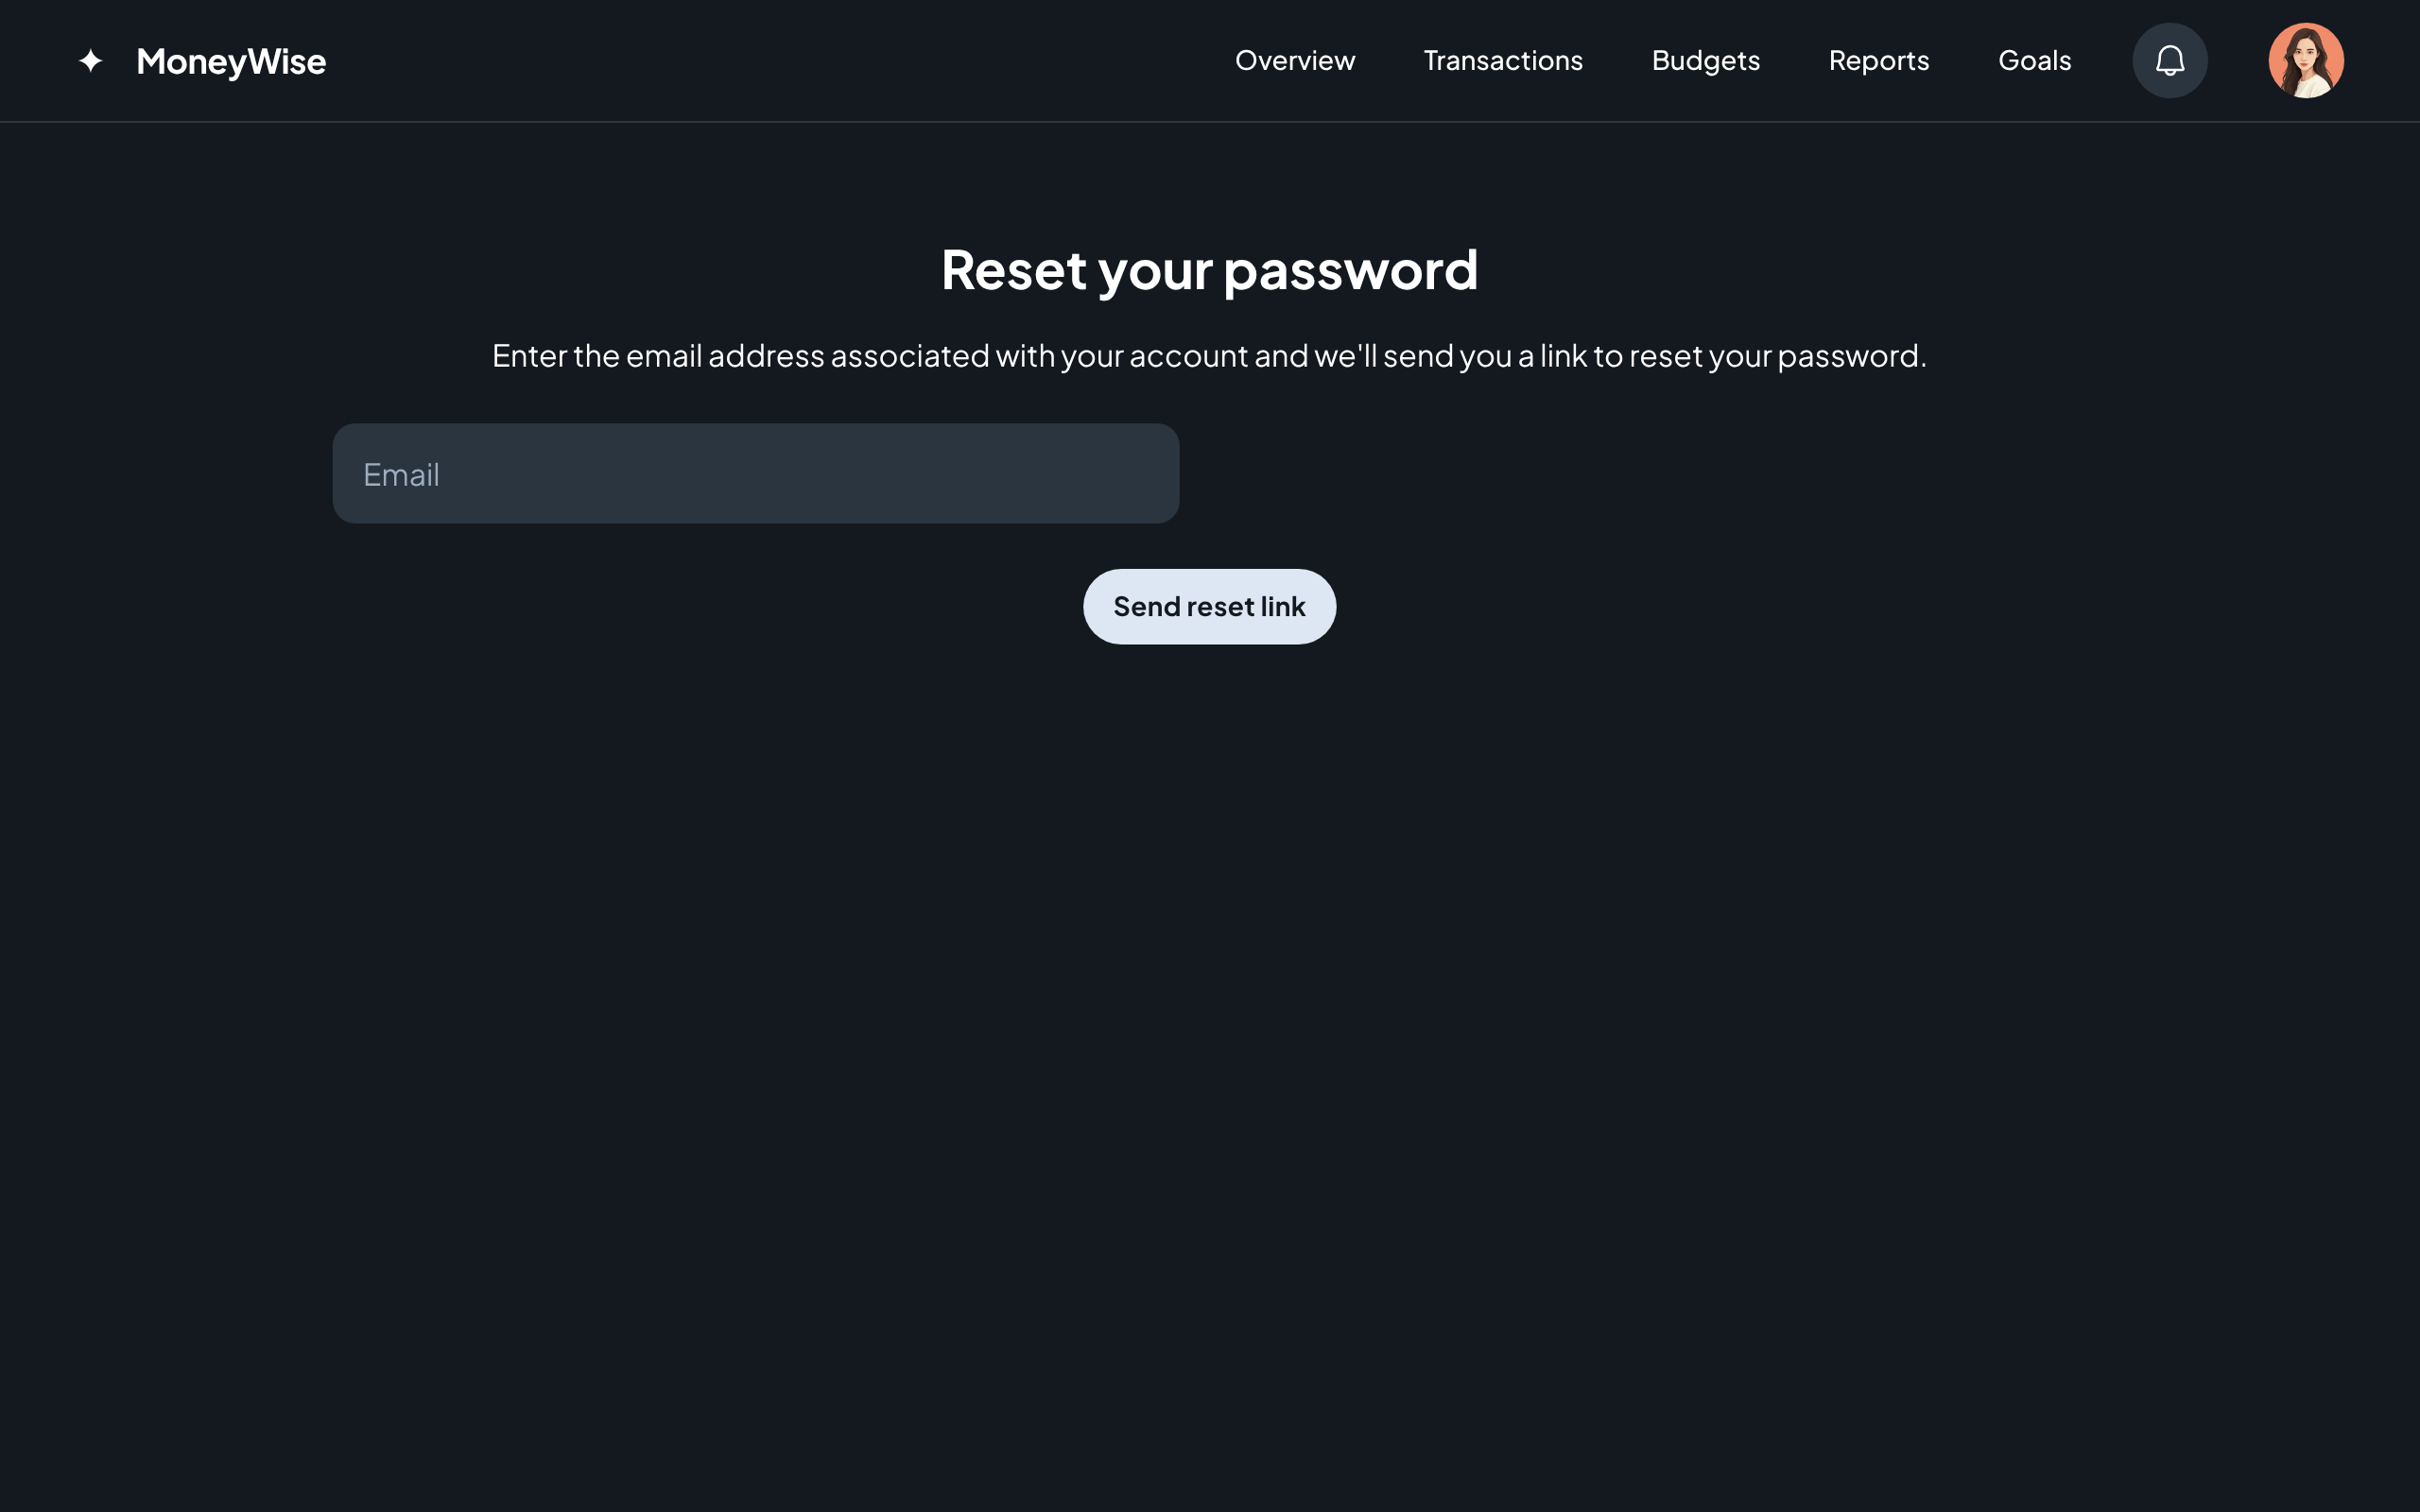 MoneyWise
Overview Transactions Budgets Reports Goals
Reset your password
Enter the email address associated with your account and we'll send you a link to reset your password.
Email
Send reset link